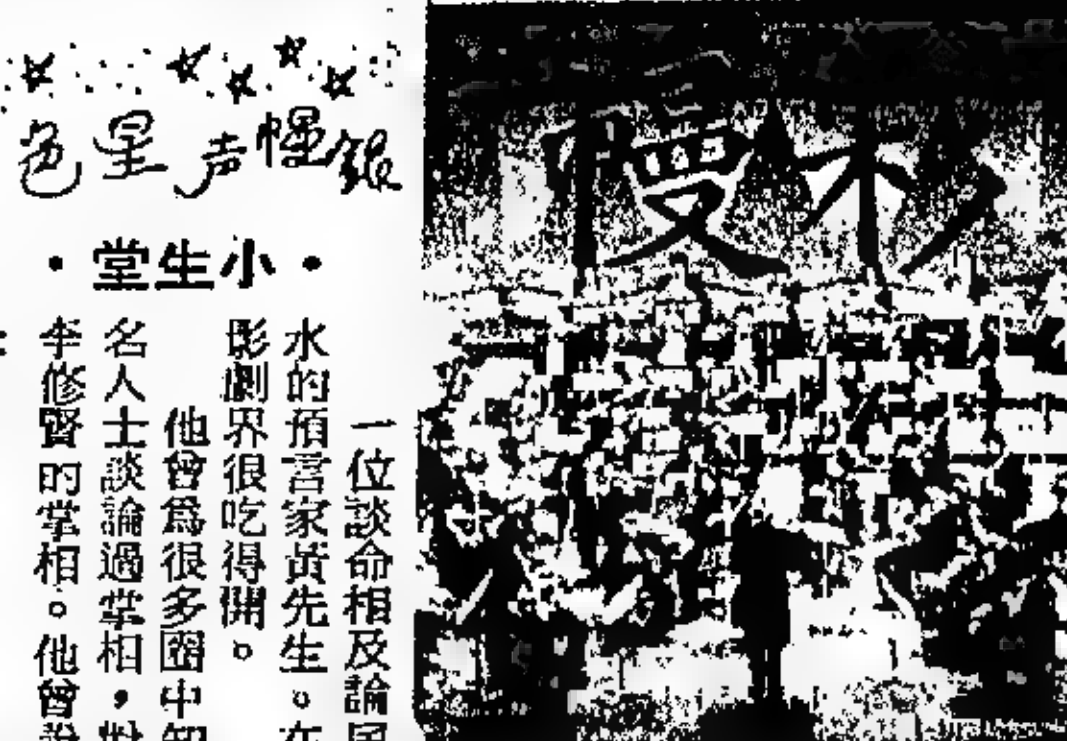 銀声星色
・小生堂・
一位談命相及論風
水的預言家黃先生。在
影劇界很吃得開。
他曾爲很多圈中知
名人士談論過掌相，對
李修賢的掌相。他曾說